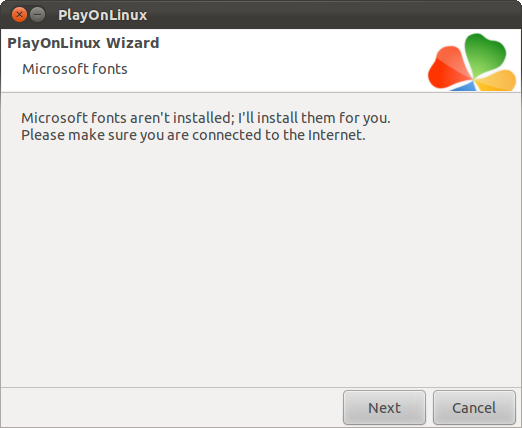 PlayOnLinux
PlayOnLinux Wizard
Microsoft fonts
Microsoft fonts aren't installed; I'll install them for you.
Please make sure you are connected to the Internet.
Next
Cancel